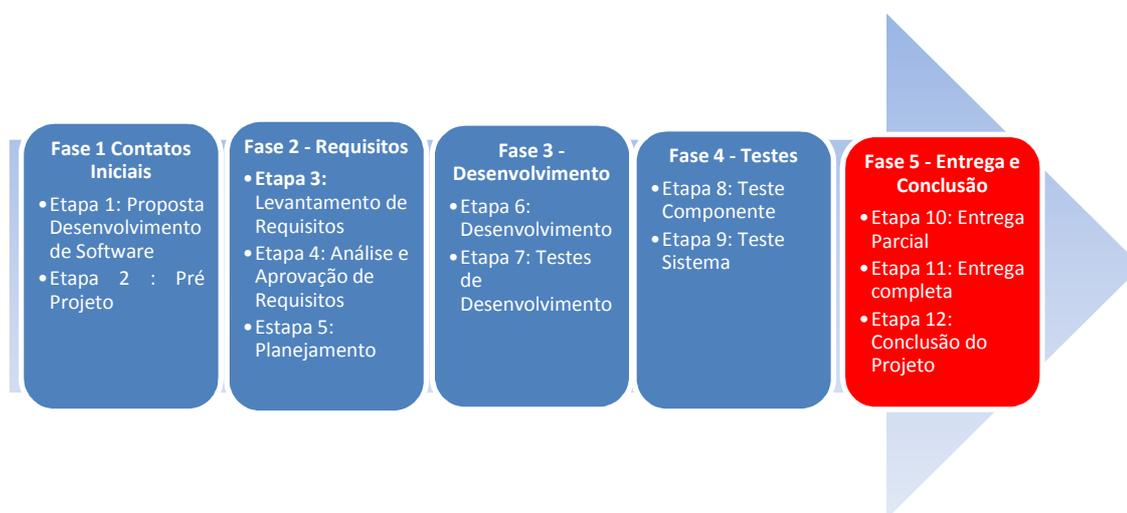 Fase 1 Contatos
Iniciais
•Etapa 1: Proposta
Desenvolvimento
de Software
•Etapa 2 : Pré
Projeto
Fase 2 - Requisitos
•Etapa 3:
Levantamento de
Requisitos
•Etapa 4: Análise e
Aprovação de
Requisitos
•Estapa 5:
Planejamento
Fase 3 -
Desenvolvimento
•Etapa 6:
Desenvolvimento
•Etapa 7: Testes
de
Desenvolvimento
Fase 4 - Testes
•Etapa 8: Teste
Componente
•Etapa 9: Teste
Sistema
Fase 5 - Entrega e
Conclusão
•Etapa 10: Entrega
Parcial
•Etapa 11: Entrega
completa
•Etapa 12:
Conclusão do
Projeto